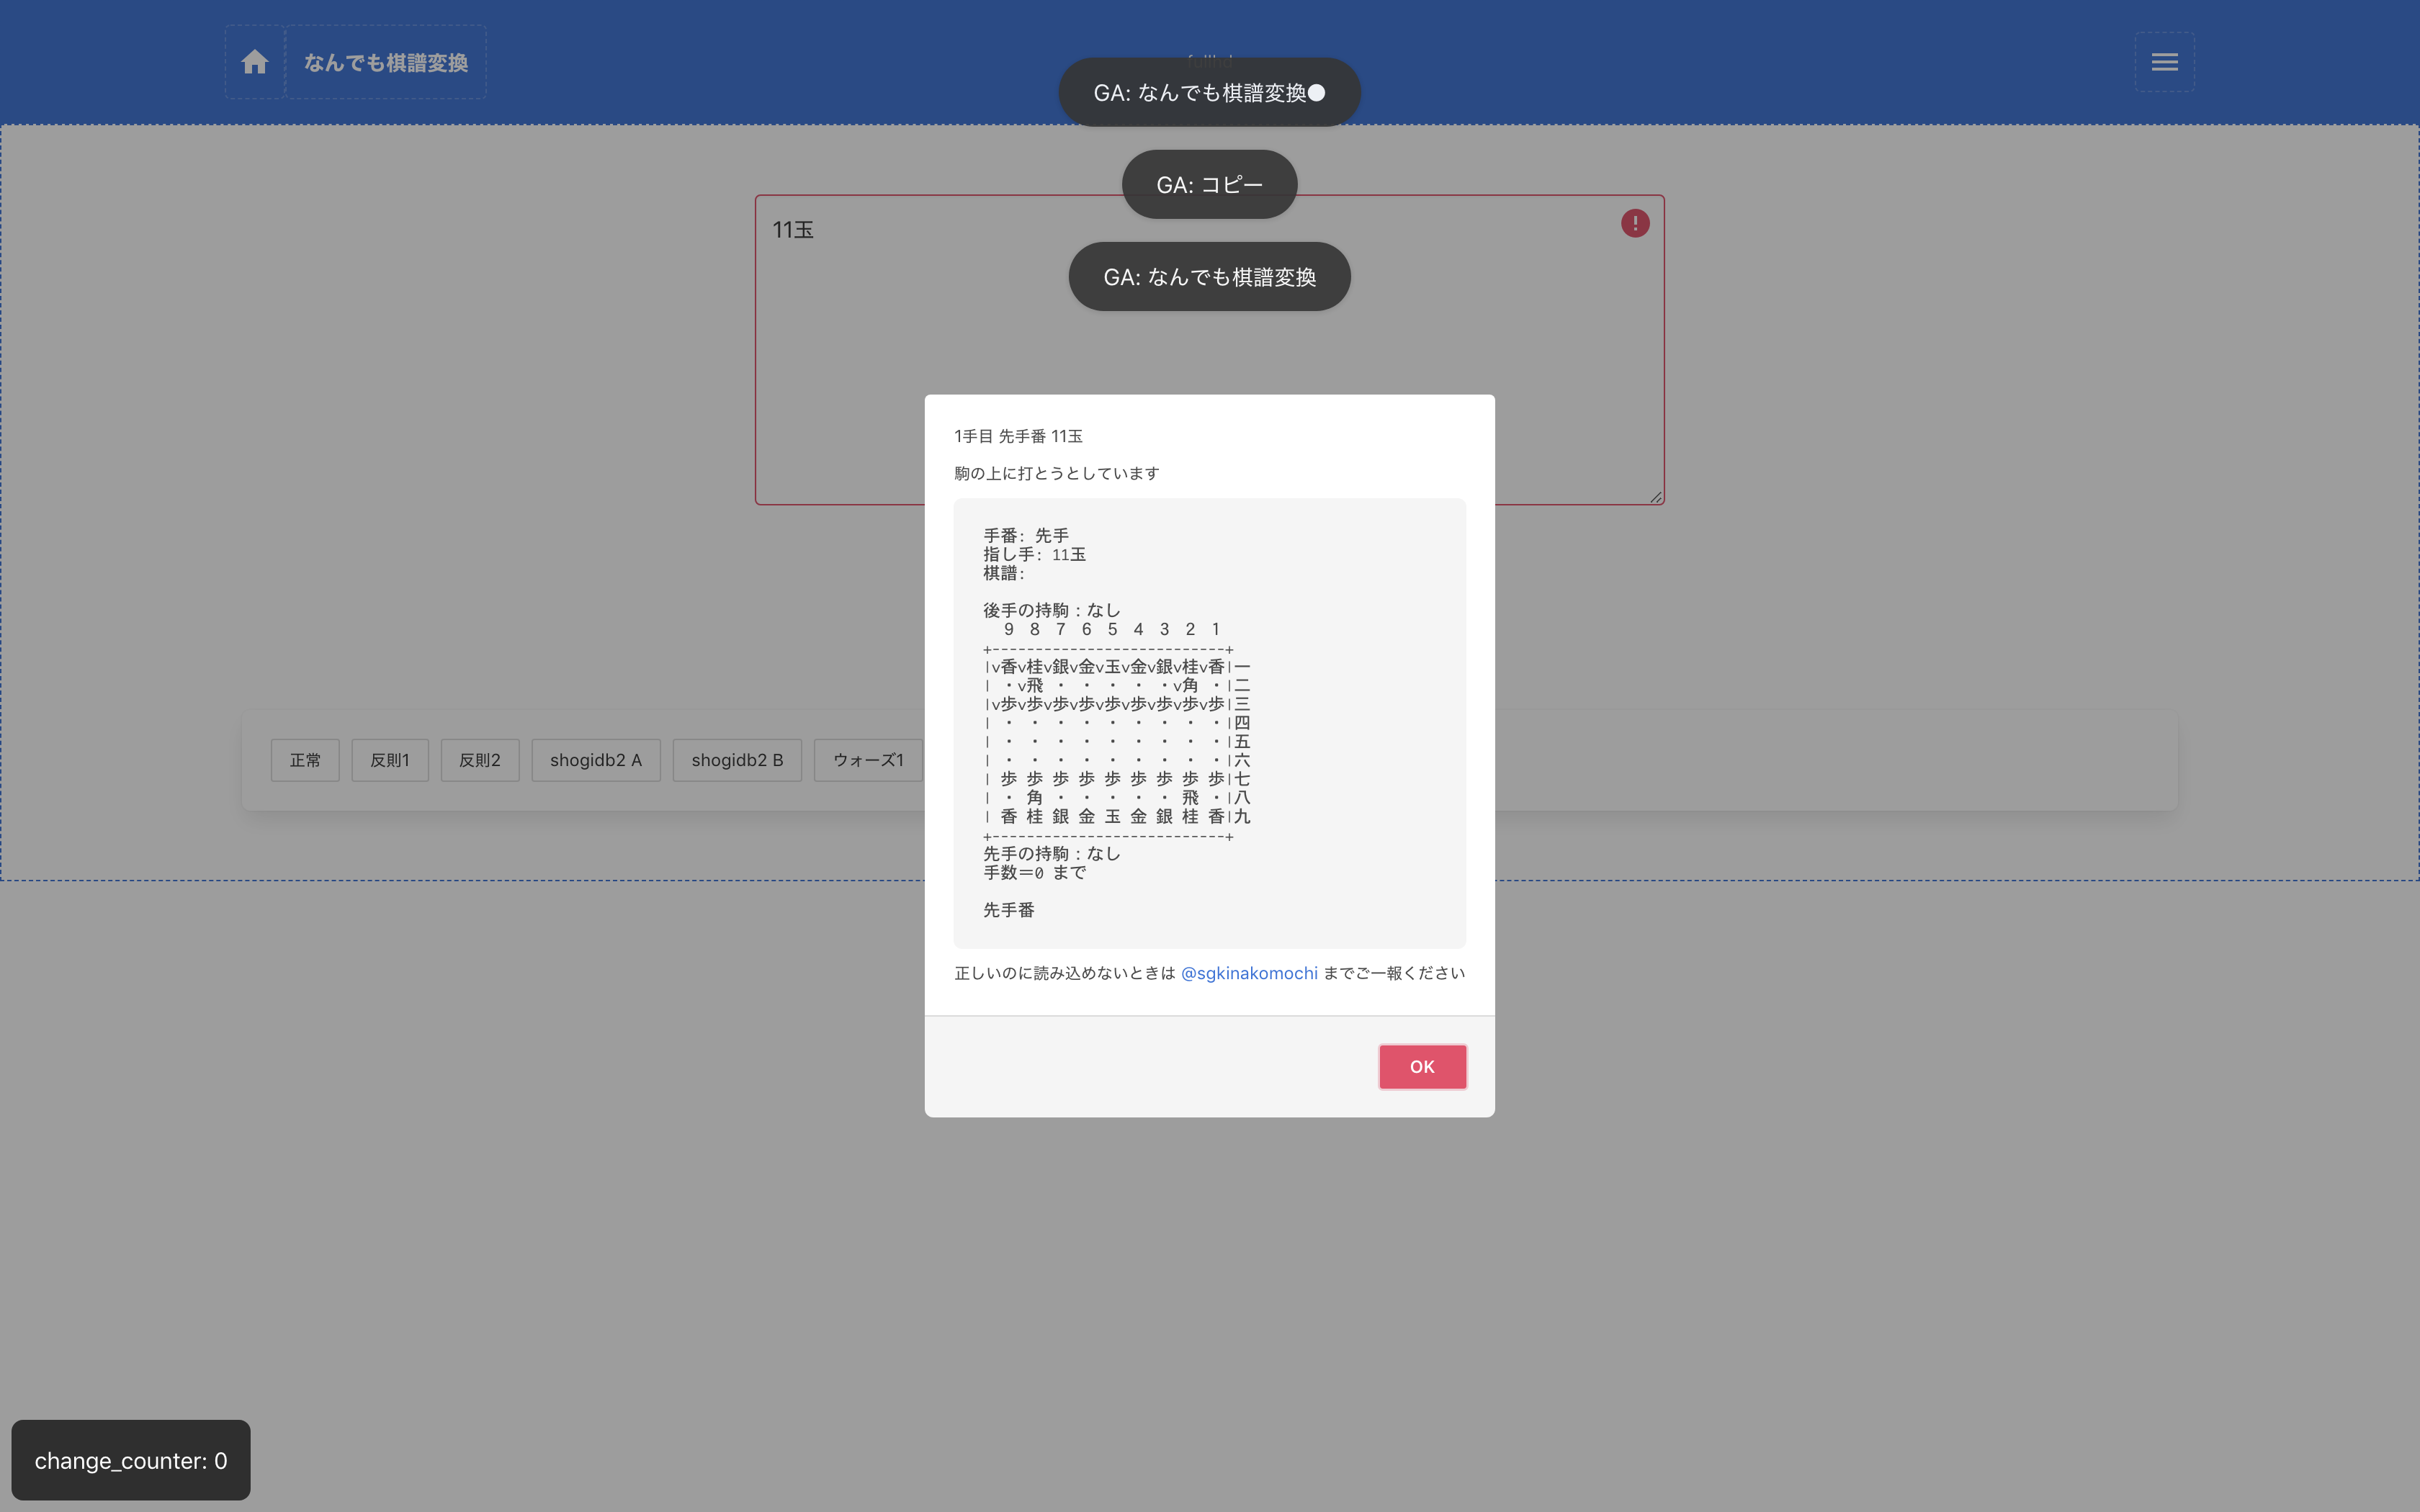 なんでも棋譜変換
GA: なんでも棋譜変換●
GA: コピー
GA: なんでも棋譜変換
11玉
1手目 先手番 11玉
駒の上に打とうとしています
手番: 先手
指し手: 11玉
棋譜:
後手の持駒：なし
9 8 7 6 5 4 3 2 1
+---------------------------+
|v香v桂v銀v金v玉v金v銀v桂v香|一
| ・v飛 ・ ・ ・ ・ ・v角 ・|二
|v歩v歩v歩v歩v歩v歩v歩v歩v歩|三
| ・ ・ ・ ・ ・ ・ ・ ・ ・|四
| ・ ・ ・ ・ ・ ・ ・ ・ ・|五
| ・ ・ ・ ・ ・ ・ ・ ・ ・|六
| 歩 歩 歩 歩 歩 歩 歩 歩 歩|七
| ・ 角 ・ ・ ・ ・ ・ 飛 ・|八
| 香 桂 銀 金 玉 金 銀 桂 香|九
+---------------------------+
先手の持駒：なし
手数＝0 まで
先手番
正しいのに読み込めないときは @sgkinakomochi までご一報ください
OK
正常 反則1 反則2 shogidb2 A shogidb2 B ウォーズ1
change_counter: 0